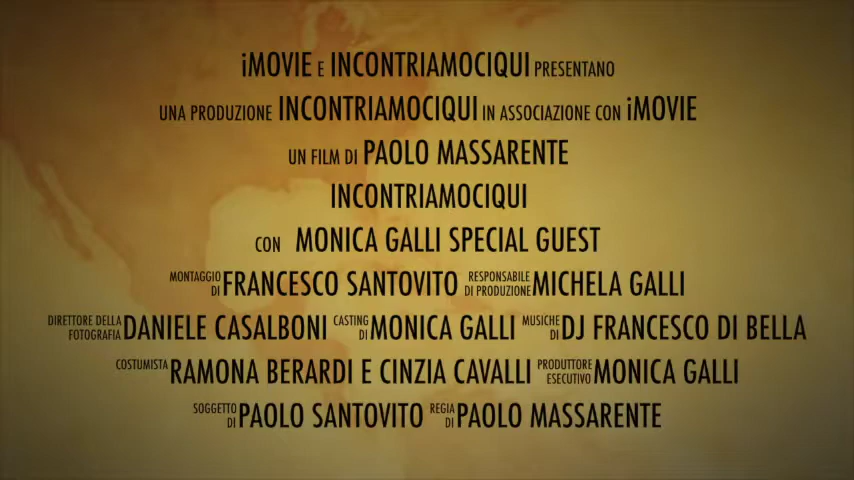 iMOVIE E INCONTRIAMOCIQUI PRESENTANO
UNA PRODUZIONE INCONTRIAMOCIQUI IN ASSOCIAZIONE CON iMOVIE
UN FILM DI PAOLO MASSARENTE
INCONTRIAMOCIQUI
CON MONICA GALLI SPECIAL GUEST
MONTAGGIO DI FRANCESCO SANTOVITO RESPONSABILE DI PRODUZIONE MICHELA GALLI
DIRETTORE DELLA FOTOGRAFIA DANIELE CASALBONI CASTING DI MONICA GALLI MUSICHE DI DJ FRANCESCO DI BELLA
COSTUMISTA RAMONA BERARDI E CINZIA CAVALLI PRODUTTORE ESECUTIVO MONICA GALLI
SOGGETTO DI PAOLO SANTOVITO REGIA DI PAOLO MASSARENTE